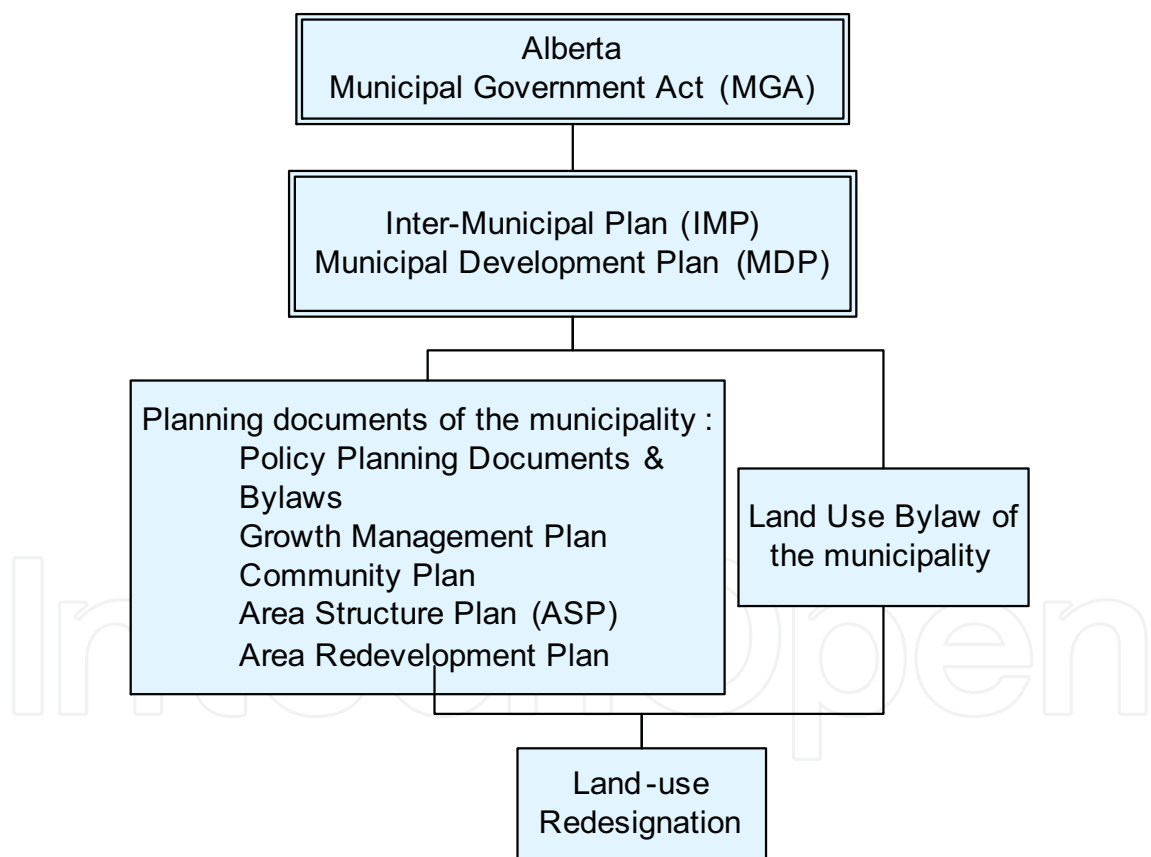 Alberta
Municipal Government Act (MGA)
Inter-Municipal Plan (IMP)
Municipal Development Plan (MDP)
Planning documents of the municipality :
Policy Planning Documents &
Bylaws
Growth Management Plan
Community Plan
Area Structure Plan (ASP)
Area Redevelopment Plan
Land Use Bylaw of
the municipality
IntechOpen
Land-use
Redesignation